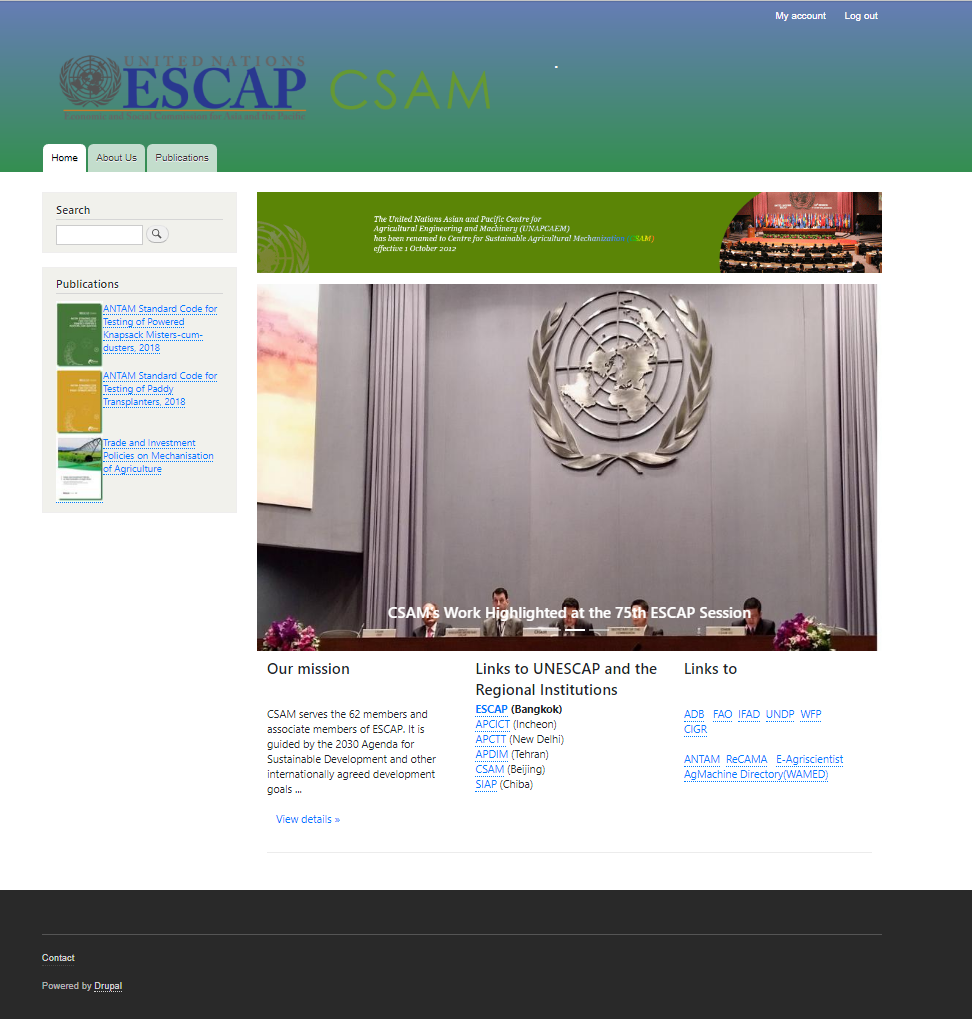 My account Log out
UNITED NATIONS
ESCAP CSAM
Economic and Social Commission for Asia and the Pacific
Home About Us Publications
Search
Publications
ANTAM Standard Code for
Testing of Powered
Knapsack Misters-cum-
dusters, 2018
ANTAM Standard Code for
Testing of Paddy
Transplanters, 2018
Trade and Investment
Policies on Mechanisation
of Agriculture
The United Nations Asian and Pacific Centre for
Agricultural Engineering and Machinery (UNAPCAEM)
has been renamed to Centre for Sustainable Agricultural Mechanization (CSAM)
effective 1 October 2012
CSAM's Work Highlighted at the 75th ESCAP Session
Our mission
CSAM serves the 62 members and
associate members of ESCAP. It is
guided by the 2030 Agenda for
Sustainable Development and other
internationally agreed development
goals ...
View details »
Links to UNESCAP and the
Regional Institutions
ESCAP (Bangkok)
APCICT (Incheon)
APCTT (New Delhi)
APDIM (Tehran)
CSAM (Beijing)
SIAP (Chiba)
Links to
ADB FAO IFAD UNDP WFP
CIGR
ANTAM ReCAMA E-Agriscientist
AgMachine Directory(WAMED)
Contact
Powered by Drupal